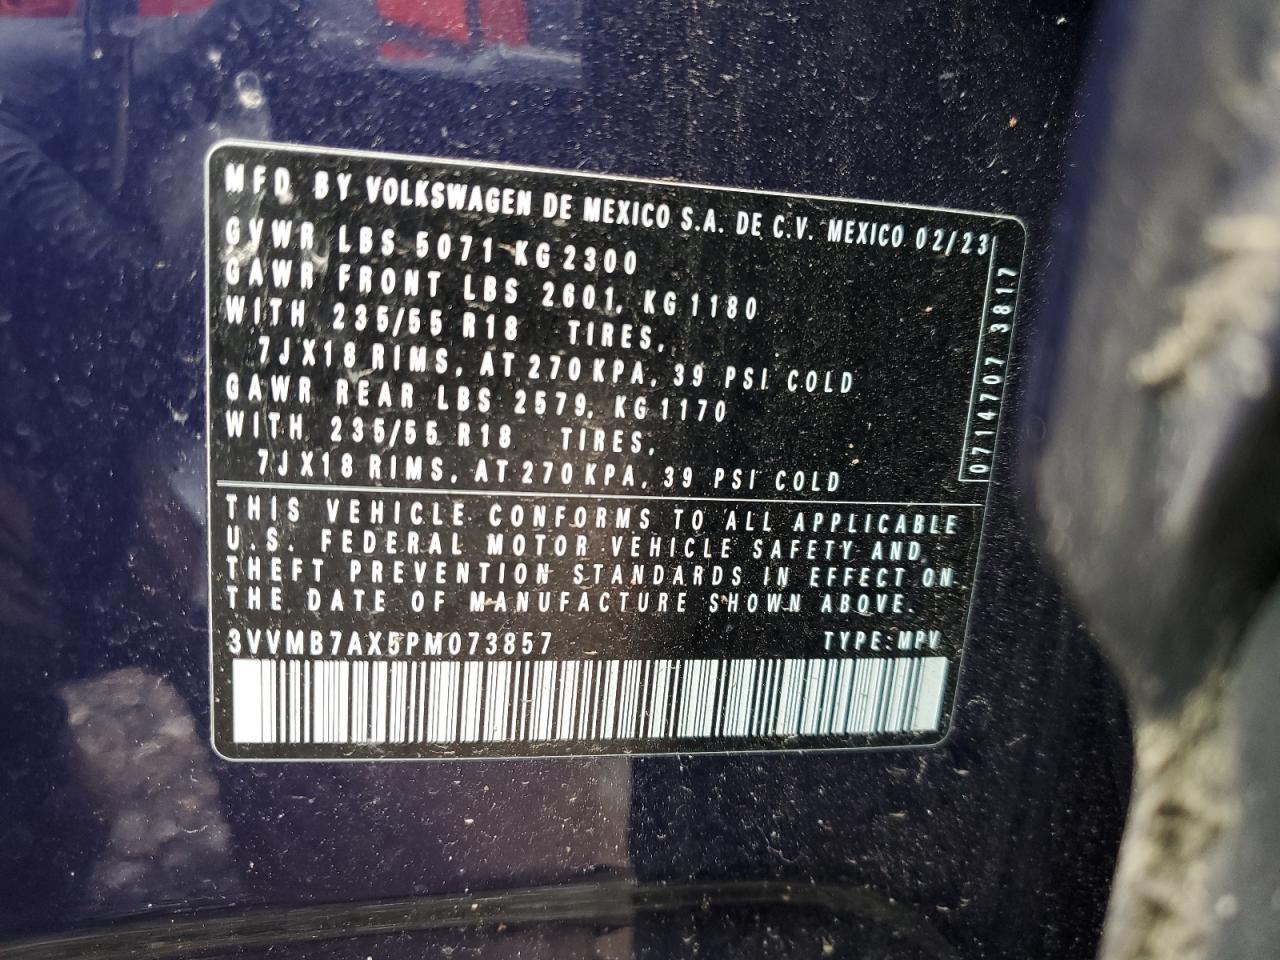 MFD BY VOLKSWAGEN DE MEXICO S.A. DE C.V. MEXICO 02/23
GVWR LBS 5071 KG 2300
GAWR FRONT LBS 2601, KG 1180
WITH 235/55 R18 TIRES,
7JX18 RIMS, AT 270 KPA, 39 PSI COLD
GAWR REAR LBS 2579, KG 1170
WITH 235/55 R18 TIRES,
7JX18 RIMS, AT 270 KPA, 39 PSI COLD
0714707 3817
THIS VEHICLE CONFORMS TO ALL APPLICABLE
U.S. FEDERAL MOTOR VEHICLE SAFETY AND
THEFT PREVENTION STANDARDS IN EFFECT ON
THE DATE OF MANUFACTURE SHOWN ABOVE.
3VVMB7AX5PM073857 TYPE:MPV